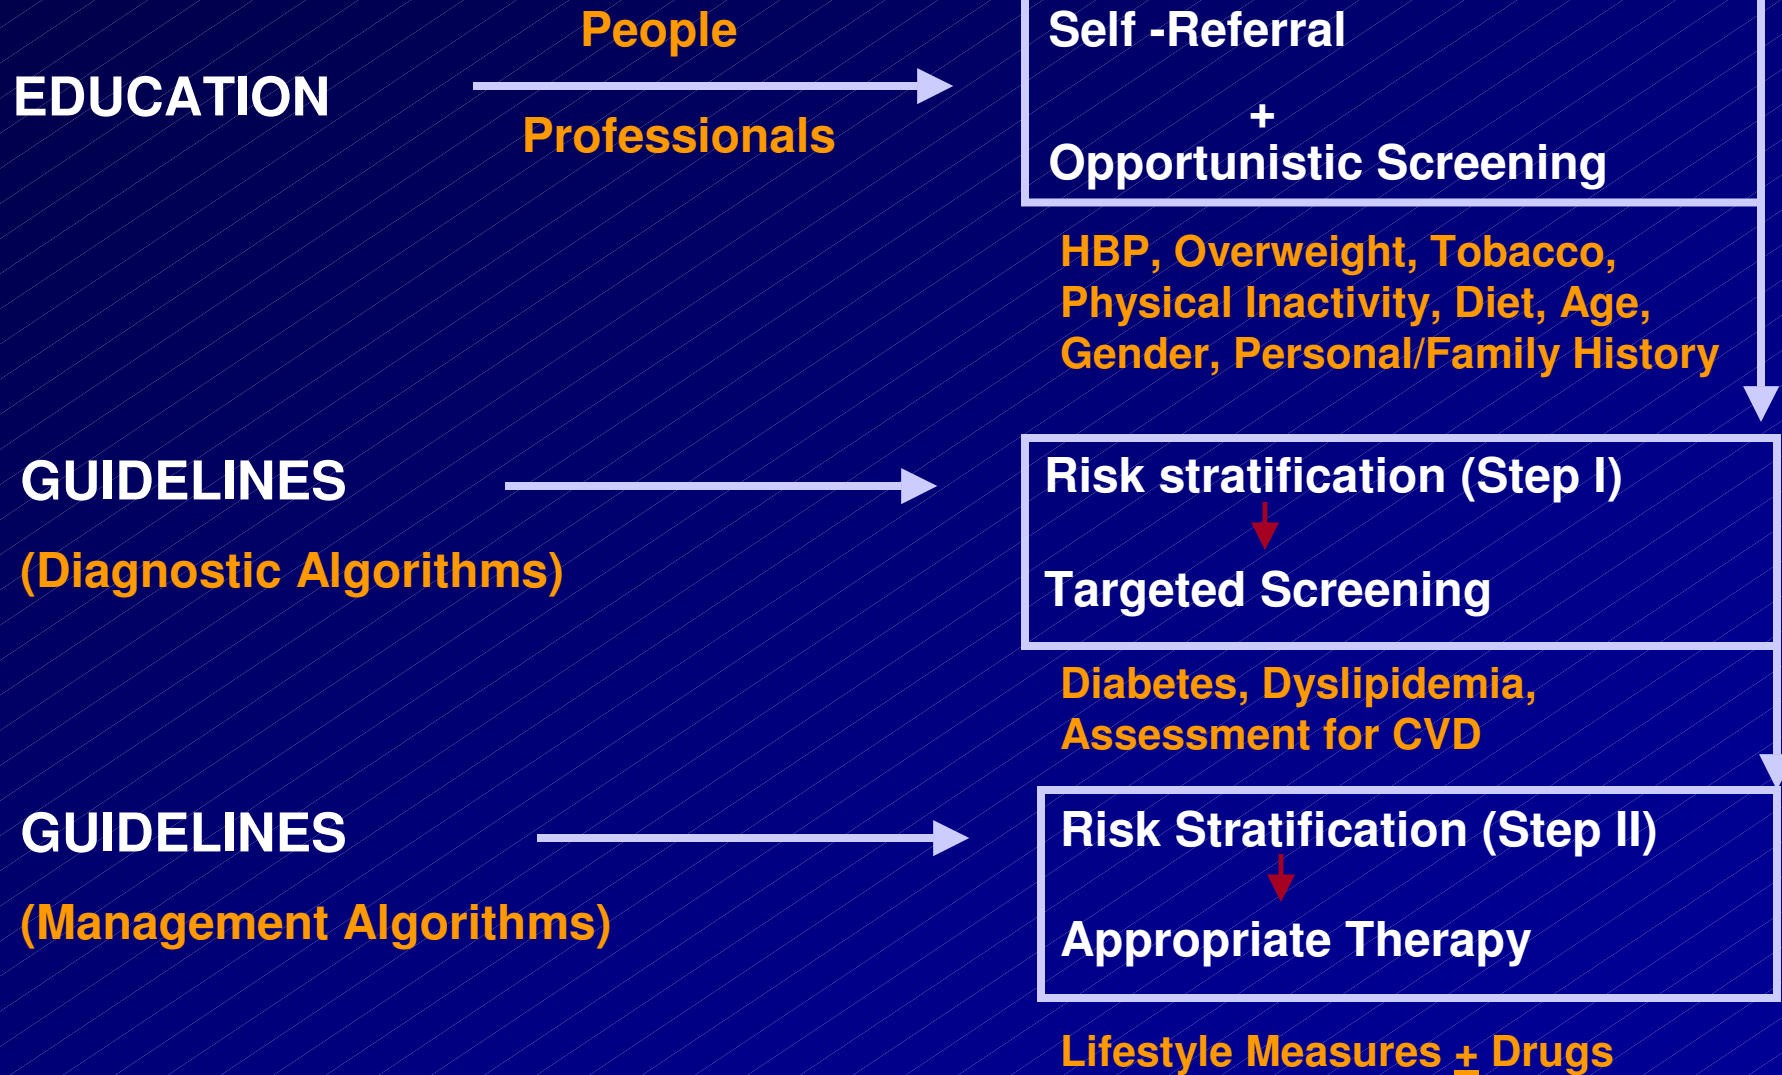 People
EDUCATION
Professionals
Self -Referral
+
Opportunistic Screening
HBP, Overweight, Tobacco,
Physical Inactivity, Diet, Age,
Gender, Personal/Family History
GUIDELINES
(Diagnostic Algorithms)
Risk stratification (Step I)
Targeted Screening
Diabetes, Dyslipidemia,
Assessment for CVD
GUIDELINES
(Management Algorithms)
Risk Stratification (Step II)
Appropriate Therapy
Lifestyle Measures ± Drugs